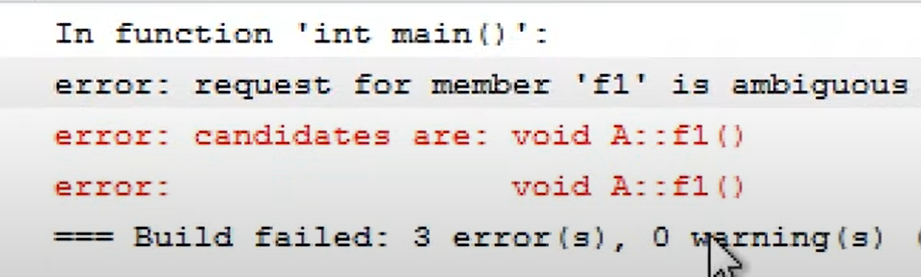 In function 'int main()':
error: request for member 'f1' is ambiguous
error: candidates are: void A::f1()
error: void A::f1()
=== Build failed: 3 error(s), 0 warning(s) (